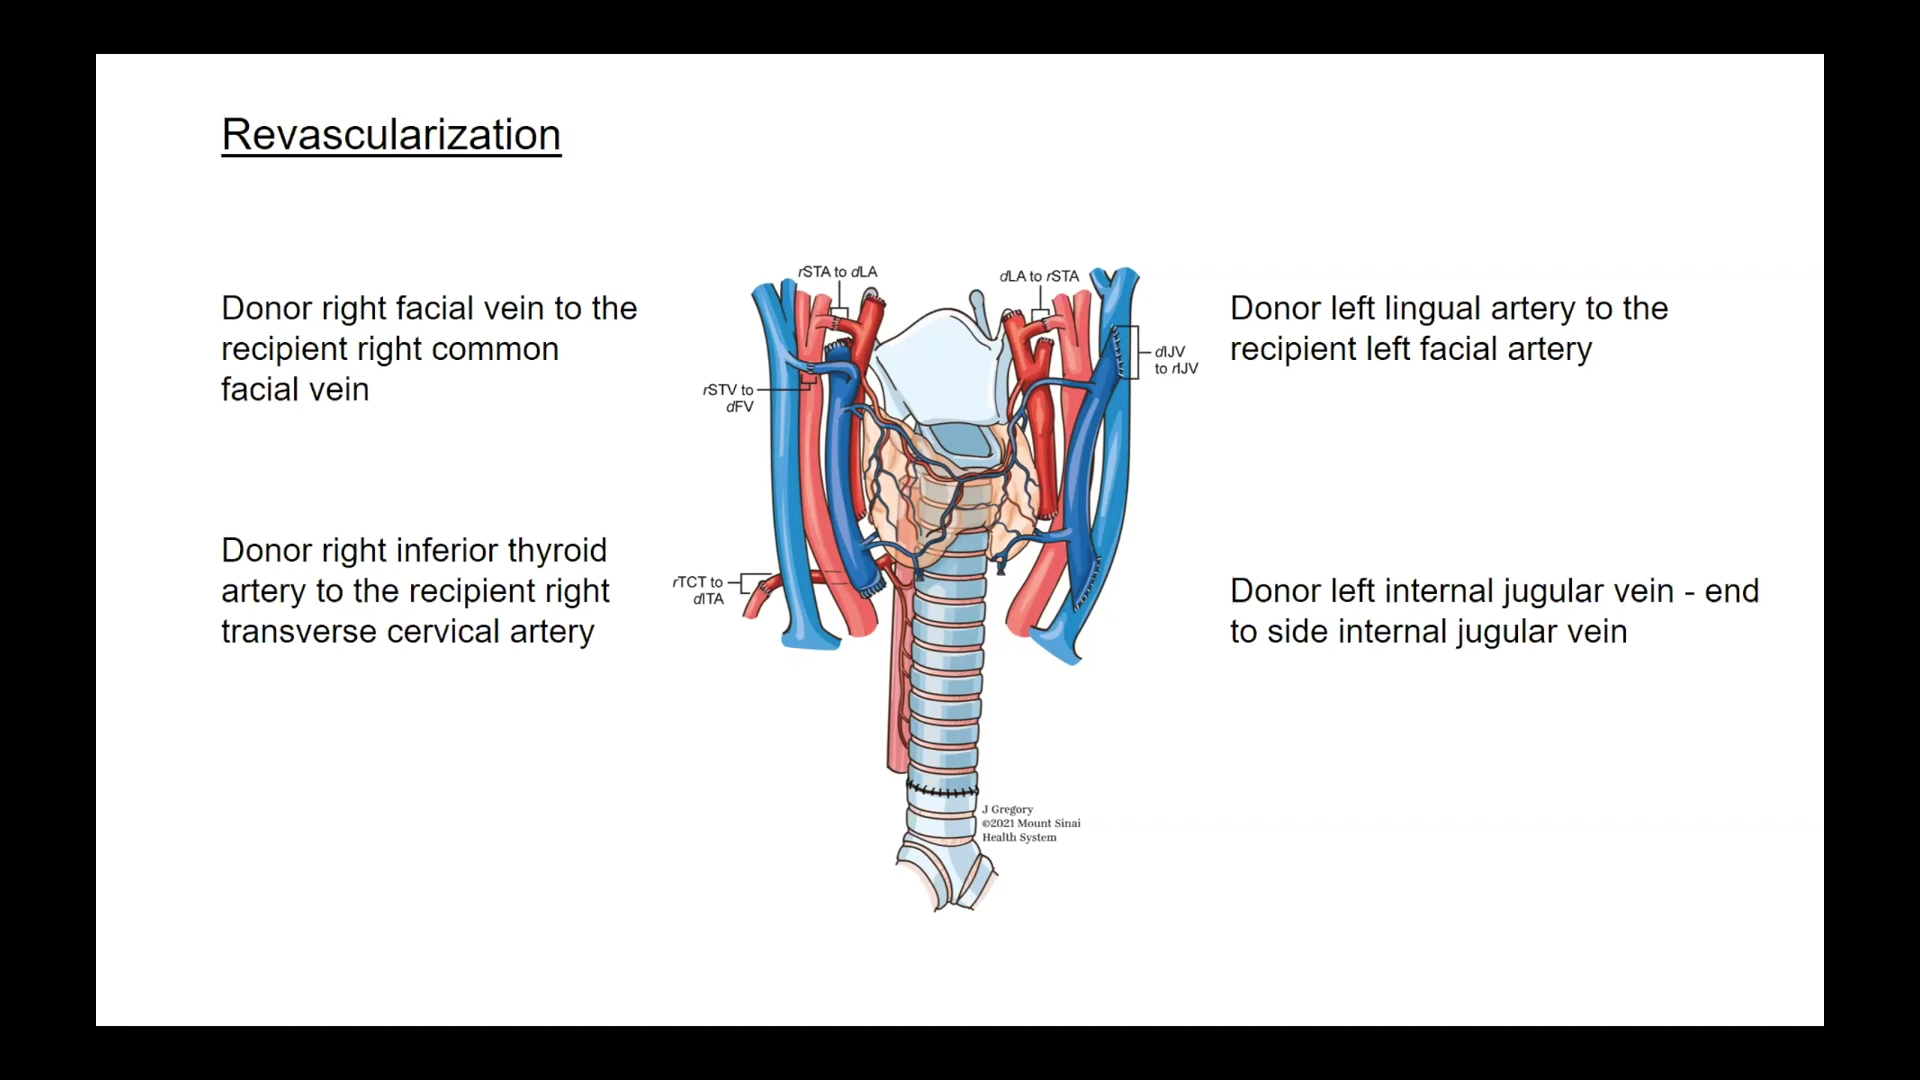 Revascularization
Donor right facial vein to the
recipient right common
facial vein
Donor right inferior thyroid
artery to the recipient right
transverse cervical artery
rSTA to dLA
dLA to rSTA
dIJV
to rIJV
rSTV to
dFV
rTCT to
dITA
J Gregory
©2021 Mount Sinai
Health System
Donor left lingual artery to the
recipient left facial artery
Donor left internal jugular vein - end
to side internal jugular vein